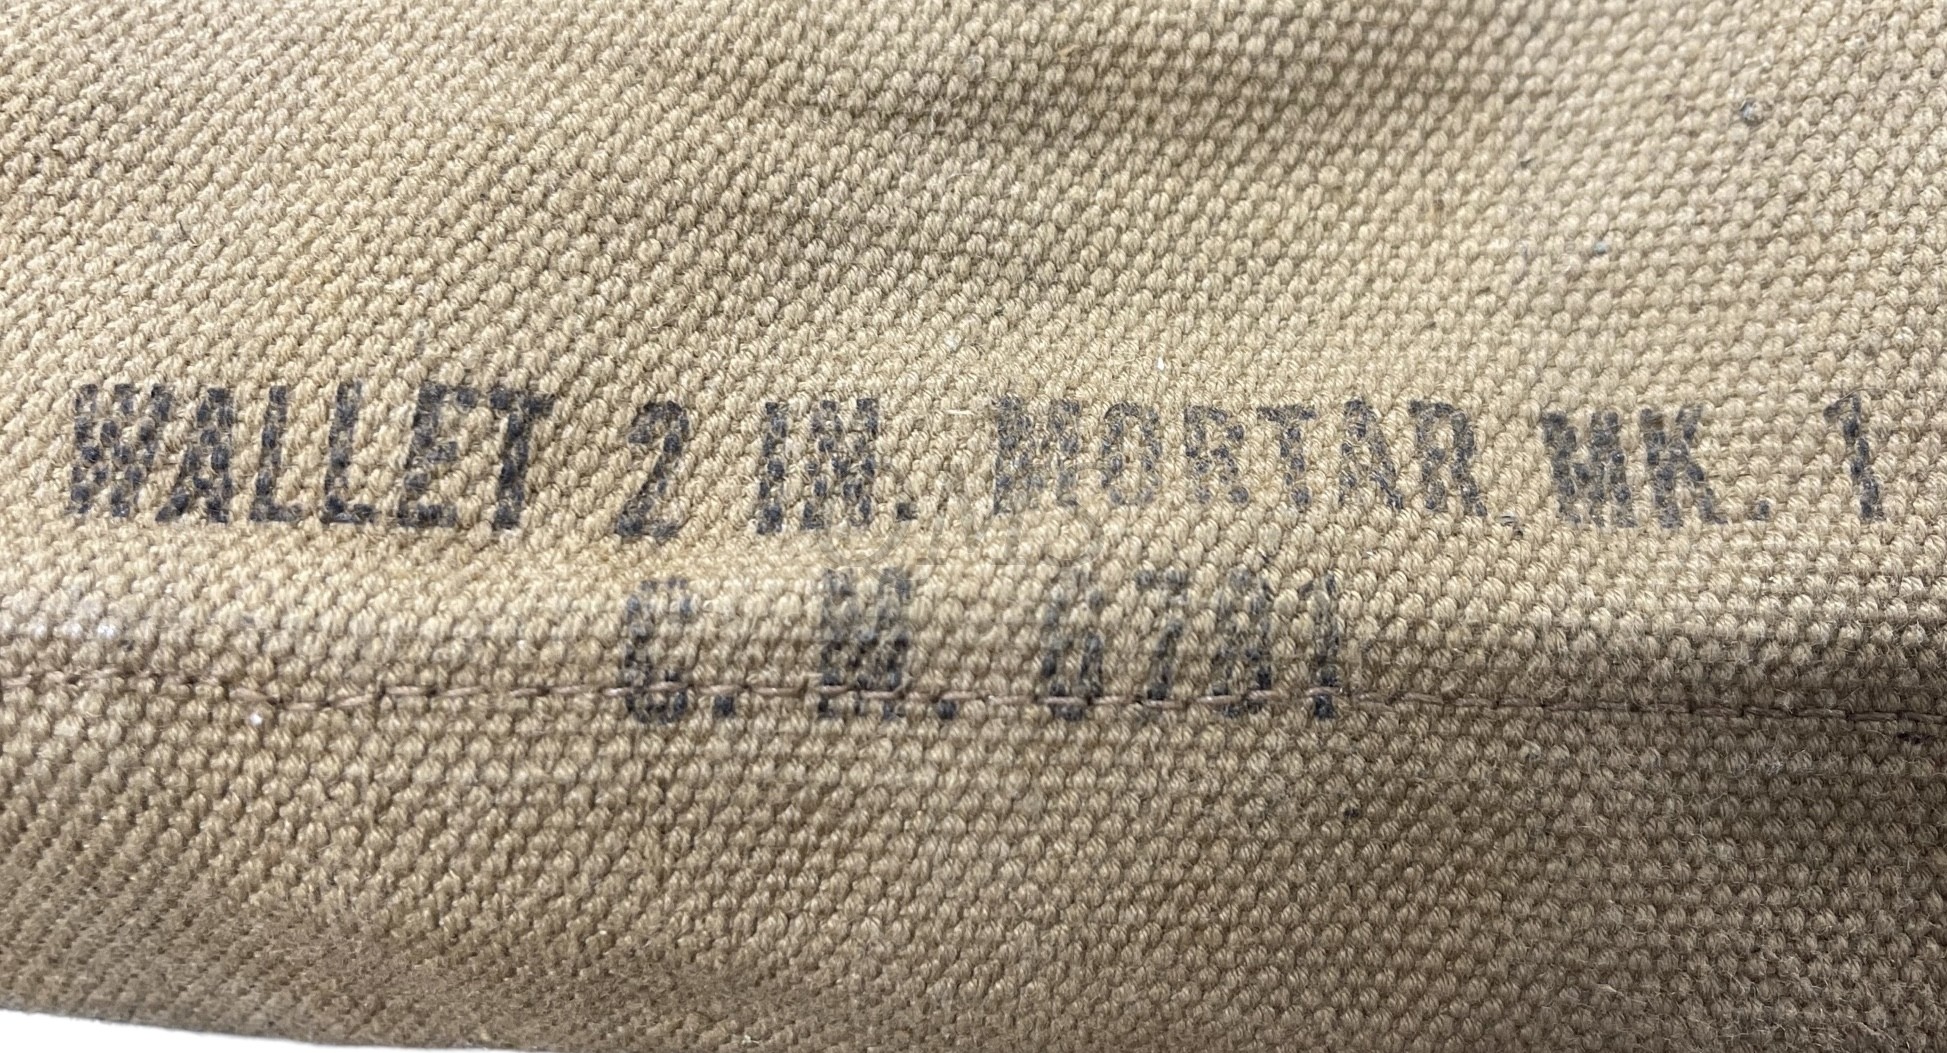 WALLET 2 IN. MORTAR MK. 1
C. M. 6781